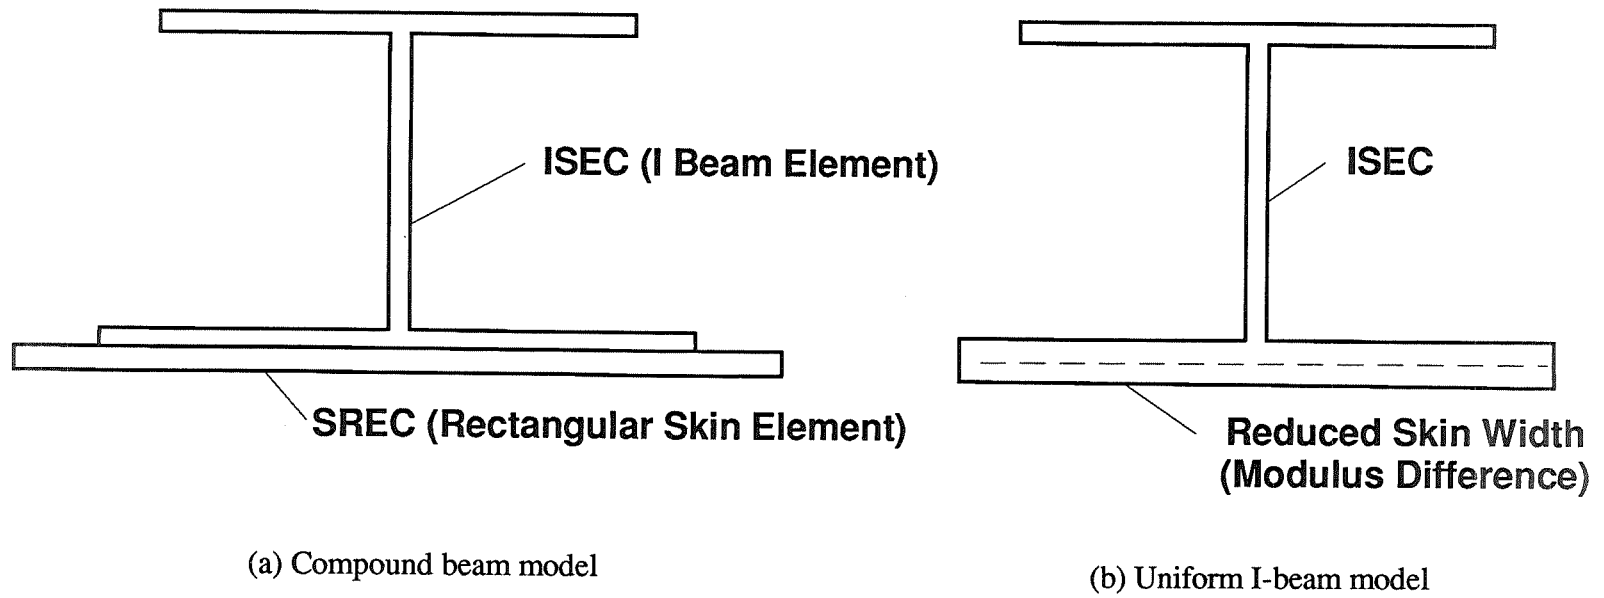 ISEC (I Beam Element)
SREC (Rectangular Skin Element)
(a) Compound beam model
ISEC
Reduced Skin Width
(Modulus Difference)
(b) Uniform I-beam model